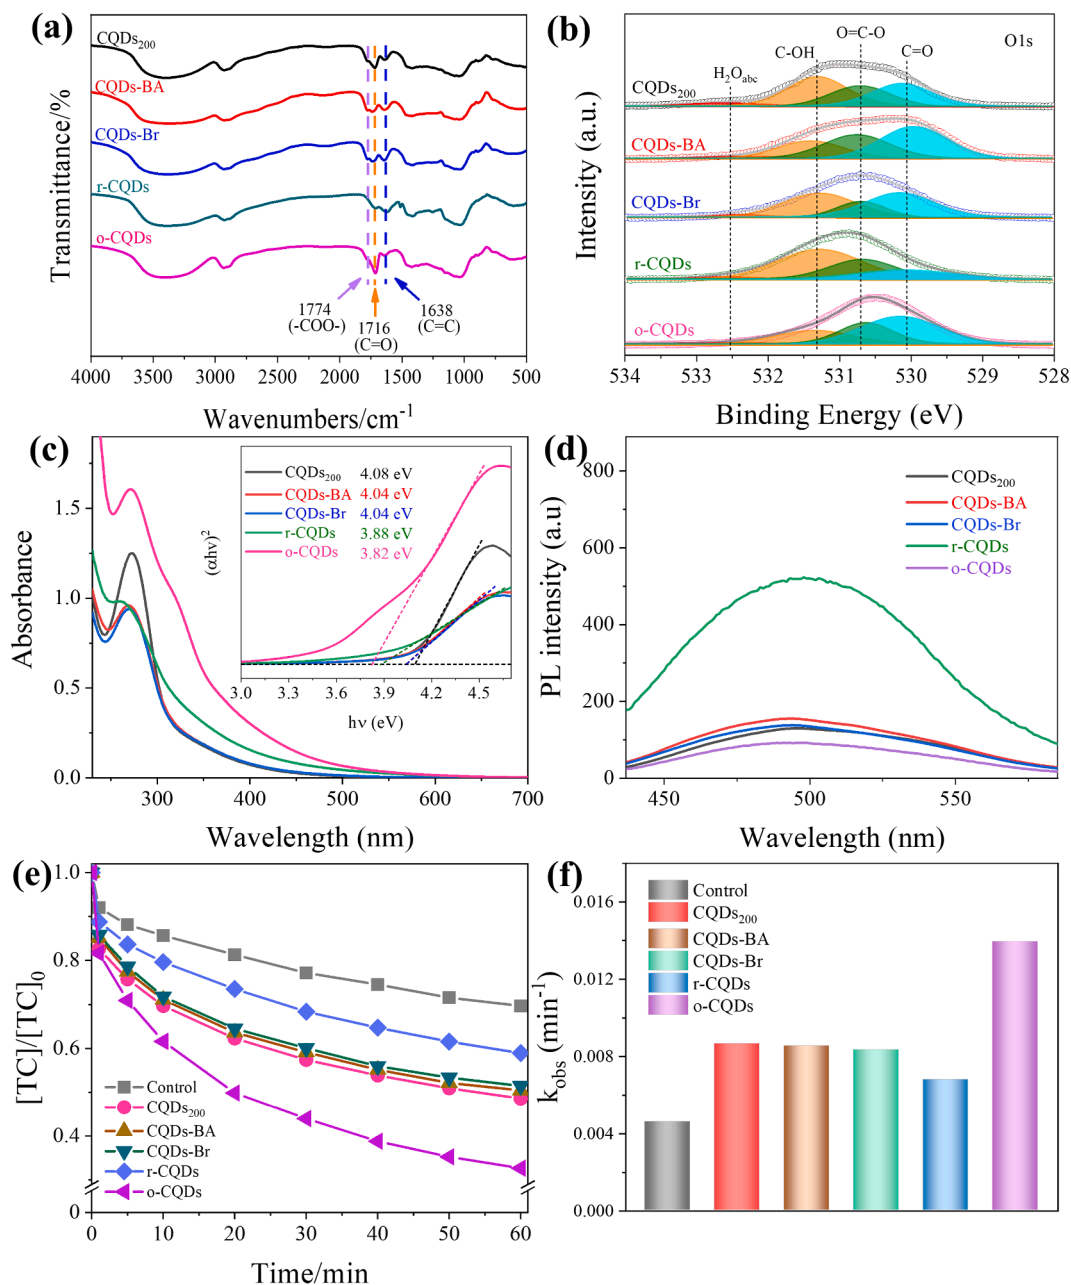 (a)
CQDs200
CQDs-BA
CQDs-Br
r-CQDs
o-CQDs
1774
(-COO-)
1716
(C=O)
1638
(C=C)
Transmittance/%
4000 3500 3000 2500 2000 1500 1000 500
Wavenumbers/cm-1
(b)
O1s
H2Oabc
C-OH
O=C-O
C=O
CQDs200
CQDs-BA
CQDs-Br
r-CQDs
o-CQDs
Intensity (a.u.)
534 533 532 531 530 529 528
Binding Energy (eV)
(c)
Absorbance
1.5
1.0
0.5
0.0
300 400 500 600 700
Wavelength (nm)
CQDs200 4.08 eV
CQDs-BA 4.04 eV
CQDs-Br 4.04 eV
r-CQDs 3.88 eV
o-CQDs 3.82 eV
(αhν)2
3.0 3.3 3.6 3.9 4.2 4.5
hν (eV)
(d)
PL intensity (a.u)
800
600
400
200
0
450 500 550
Wavelength (nm)
CQDs200
CQDs-BA
CQDs-Br
r-CQDs
o-CQDs
(e)
[TC]/[TC]0
1.0
0.8
0.6
0.4
0
Control
CQDs200
CQDs-BA
CQDs-Br
r-CQDs
o-CQDs
0 10 20 30 40 50 60
Time/min
(f)
kobs (min-1)
0.016
0.012
0.008
0.004
0.000
Control
CQDs200
CQDs-BA
CQDs-Br
r-CQDs
o-CQDs